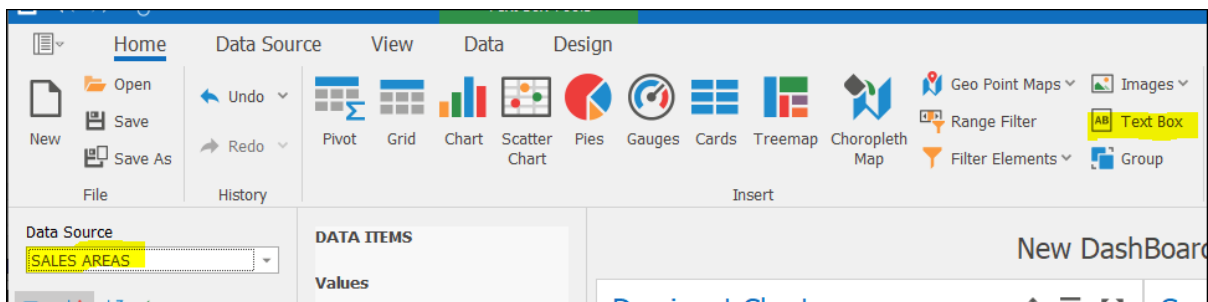 Home Data Source View Data Design
New
Open
Save
Save As
File
Undo
Redo
History
Pivot
Grid
Chart
Scatter
Chart
Pies
Gauges
Cards
Treemap
Choropleth
Map
Geo Point Maps
Range Filter
Filter Elements
Images
AB Text Box
Group
Insert
Data Source
SALES AREAS
DATA ITEMS
Values
New DashBoard